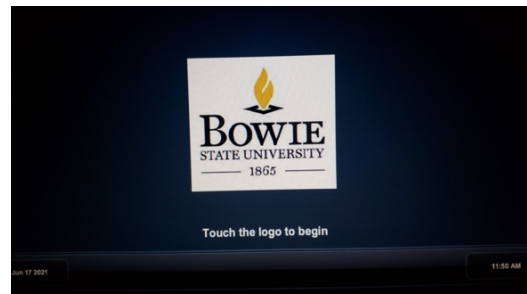 BOWIE
STATE UNIVERSITY
1865
Touch the logo to begin
Jun 17 2021
11:50 AM